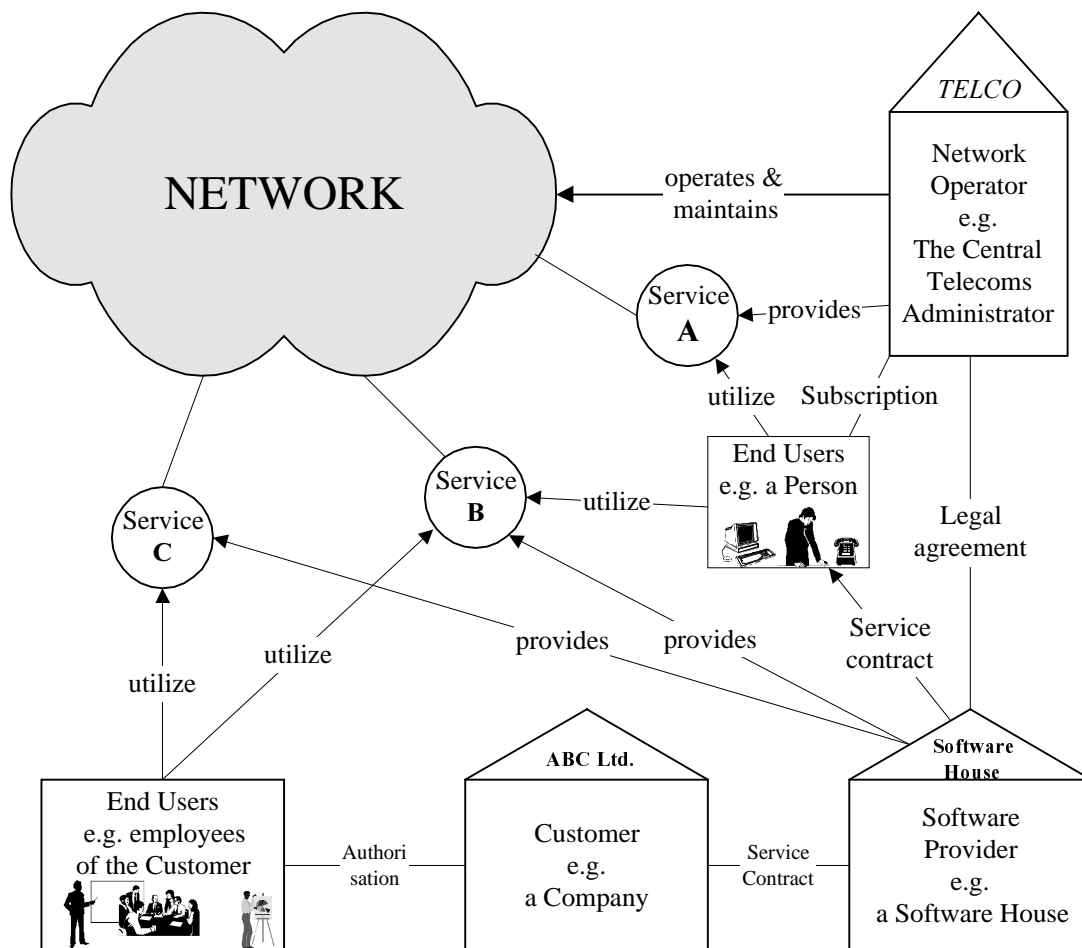 TELCO
Network
Operator
e.g.
The Central
Telecoms
Administrator
NETWORK
operates &
maintains
Service
A
provides
utilize
Subscription
End Users
e.g. a Person
Service
B
utilize
Service
C
Legal
agreement
Service
contract
provides
provides
utilize
utilize
ABC Ltd.
Software
House
End Users
e.g. employees
of the Customer
Authori
sation
Customer
e.g.
a Company
Service
Contract
Software
Provider
e.g.
a Software House